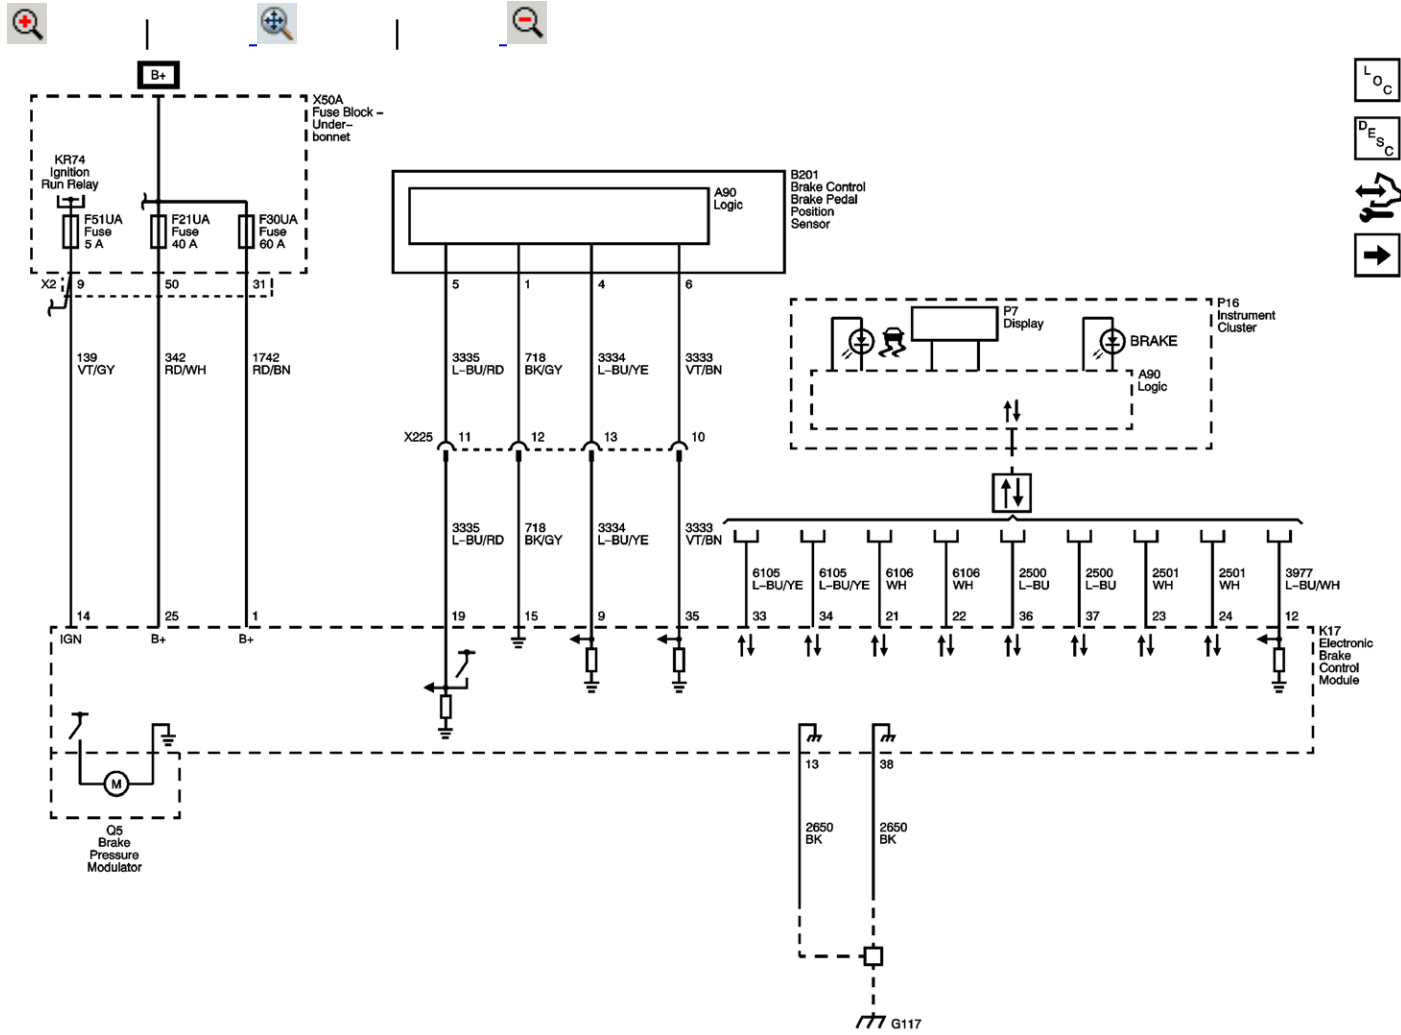 B+
X50A
Fuse Block –
Under–
bonnet
KR74
Ignition
Run Relay
F51UA
Fuse
5 A
F21UA
Fuse
40 A
F30UA
Fuse
60 A
X2
9
50
31
139
VT/GY
342
RD/WH
1742
RD/BN
A90
Logic
B201
Brake Control
Brake Pedal
Position
Sensor
5
1
4
6
3335
L–BU/RD
718
BK/GY
3334
L–BU/YE
3333
VT/BN
X225
11
12
13
10
3335
L–BU/RD
718
BK/GY
3334
L–BU/YE
3333
VT/BN
P16
Instrument
Cluster
P7
Display
BRAKE
A90
Logic
LOC
DESC
6105
L–BU/YE
6105
L–BU/YE
6106
WH
6106
WH
2500
L–BU
2500
L–BU
2501
WH
2501
WH
3977
L–BU/WH
14
25
1
19
15
9
35
33
34
21
22
36
37
23
24
12
IGN
B+
B+
K17
Electronic
Brake
Control
Module
M
Q5
Brake
Pressure
Modulator
13
38
2650
BK
2650
BK
G117